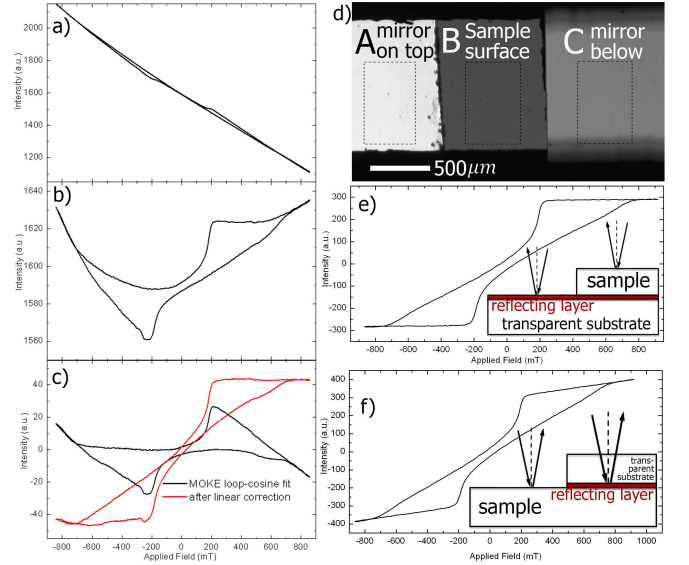 a)
Intensity (a.u.)
2000
1800
1600
1400
1200
b)
Intensity (a.u.)
1640
1620
1600
1580
1560
c)
Intensity (a.u.)
40
20
0
-20
-40
MOKE loop-cosine fit
after linear correction
-800 -600 -400 -200 0 200 400 600 800
Applied Field (mT)
d)
A mirror on top
B Sample surface
C mirror below
500μm
e)
Intensity (a.u.)
300
200
100
0
-100
-200
-300
sample
reflecting layer
transparent substrate
-800 -600 -400 -200 0 200 400 600 800
Applied Field (mT)
f)
Intensity (a.u.)
400
300
200
100
0
-100
-200
-300
-400
trans-
parent
substrate
sample
reflecting layer
-800 -600 -400 -200 0 200 400 600 800 1000
Applied Field (mT)